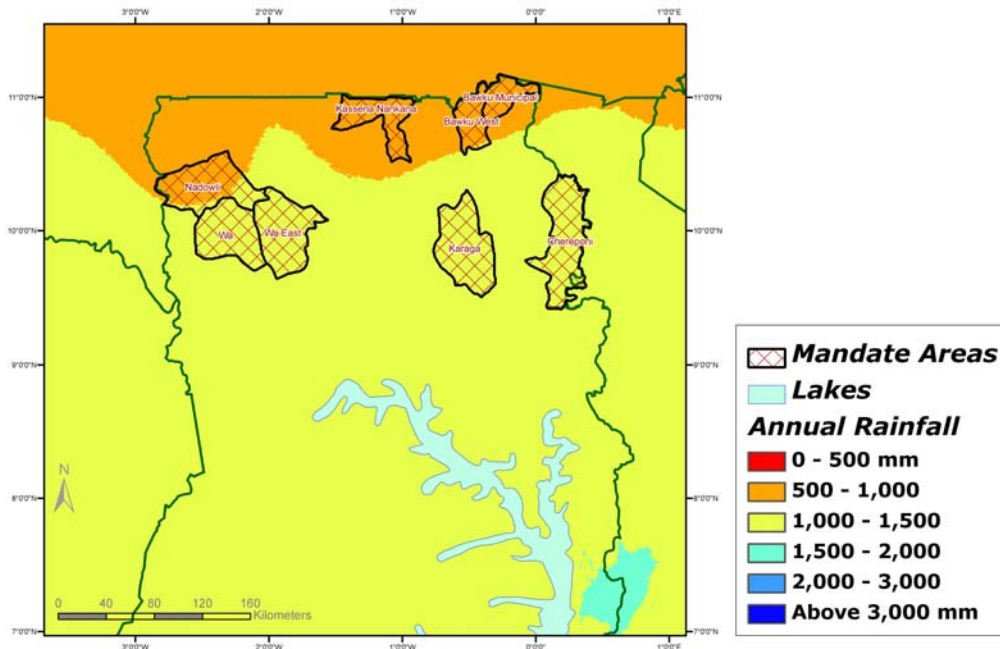 3°0'0"W 2°0'0"W 1°0'0"W 0°0'0" 1°0'0"E
11°0'0"N 11°0'0"N
Bawku Municipal
Kassena Nankana
Bawku West
Nadowli
10°0'0"N 10°0'0"N
Wa
Wa East
Karaga
Cherepohi
9°0'0"N 9°0'0"N
8°0'0"N 8°0'0"N
N
0 40 80 120 160
Kilometers
7°0'0"N 7°0'0"N
3°0'0"W 2°0'0"W 1°0'0"W 0°0'0" 1°0'0"E
Mandate Areas
Lakes
Annual Rainfall
0 - 500 mm
500 - 1,000
1,000 - 1,500
1,500 - 2,000
2,000 - 3,000
Above 3,000 mm